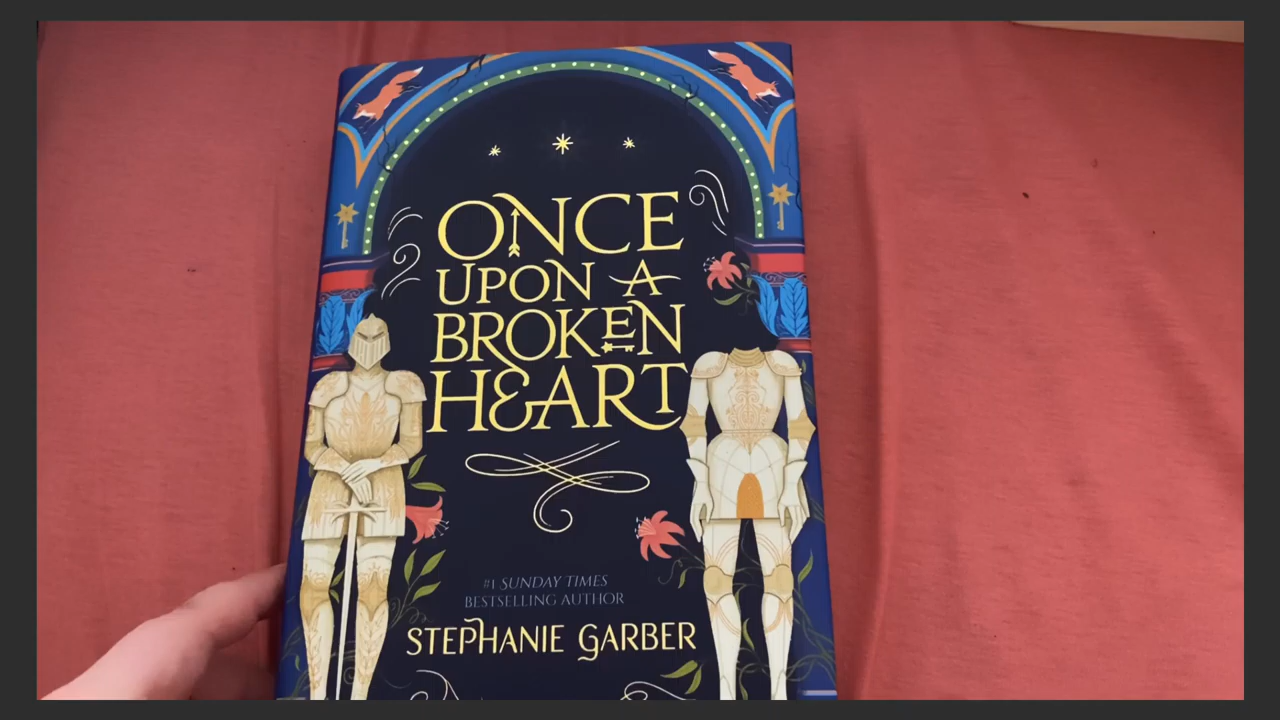 ONCE
UPON A
BROKEN
HEART
#1 SUNDAY TIMES
BESTSELLING AUTHOR
STEPHANIE GARBER